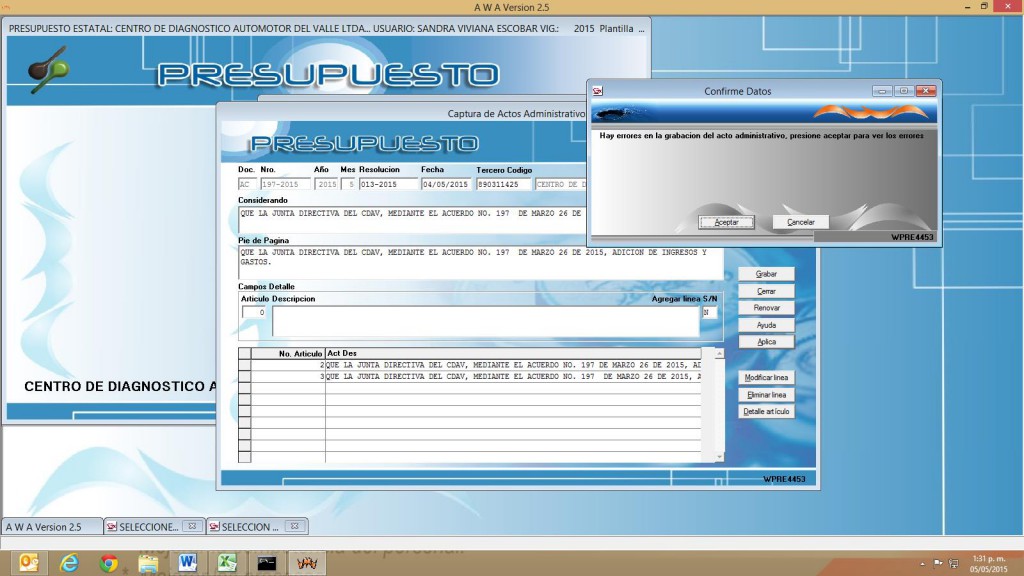 A W A Version 2.5
PRESUPUESTO ESTATAL: CENTRO DE DIAGNOSTICO AUTOMOTOR DEL VALLE LTDA... USUARIO: SANDRA VIVIANA ESCOBAR VIG.: 2015 Plantilla ...
PRESUPUESTO
Confirme Datos
Hay errores en la grabacion del acto administrativo, presione aceptar para ver los errores
Aceptar Cancelar
WPRE4453
Captura de Actos Administrativo
PRESUPUESTO
Doc. Nro. Año Mes Resolucion Fecha Tercero Codigo
AC 197-2015 2015 5 013-2015 04/05/2015 890311425 CENTRO DE D
Considerando
QUE LA JUNTA DIRECTIVA DEL CDAV, MEDIANTE EL ACUERDO NO. 197 DE MARZO 26 DE
Pie de Pagina
QUE LA JUNTA DIRECTIVA DEL CDAV, MEDIANTE EL ACUERDO NO. 197 DE MARZO 26 DE 2015, ADICION DE INGRESOS Y
GASTOS.
Campos Detalle
Articulo Descripcion Agregar linea S/N
0 N
No. Articulo Act Des
2 QUE LA JUNTA DIRECTIVA DEL CDAV, MEDIANTE EL ACUERDO NO. 197 DE MARZO 26 DE 2015, AD
3 QUE LA JUNTA DIRECTIVA DEL CDAV, MEDIANTE EL ACUERDO NO. 197 DE MARZO 26 DE 2015, A
Grabar
Cerrar
Renovar
Ayuda
Aplica
Modificar linea
Eliminar linea
Detalle artículo
WPRE4453
CENTRO DE DIAGNOSTICO A
A W A Version 2.5 SELECCIONE... SELECCION ...
1:31 p. m.
05/05/2015